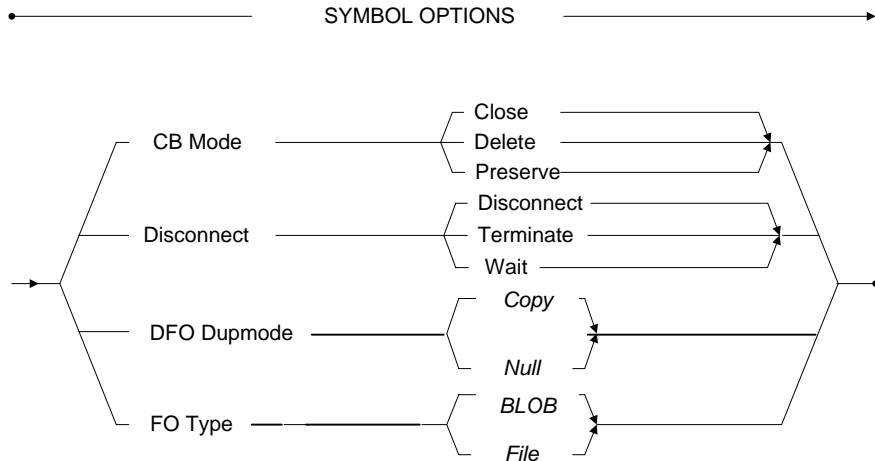 SYMBOL OPTIONS
Close
CB Mode
Delete
Preserve
Disconnect
Disconnect
Terminate
Wait
Copy
DFO Dupmode
Null
BLOB
FO Type
File